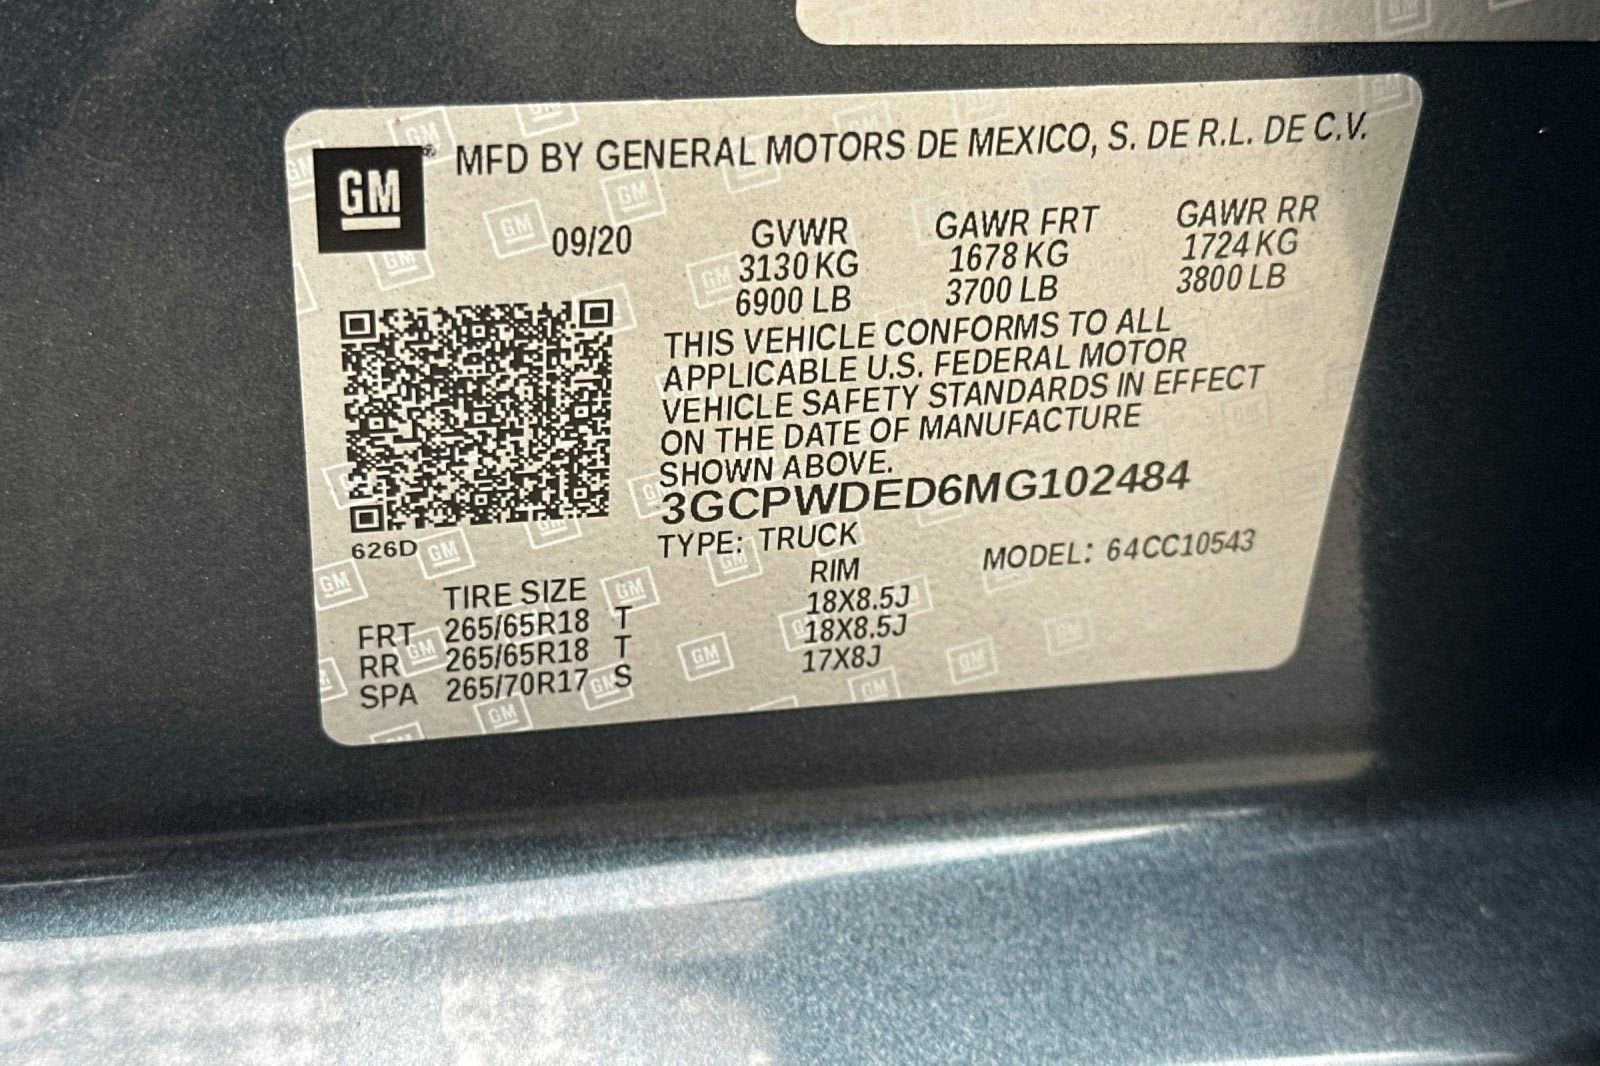 GM® MFD BY GENERAL MOTORS DE MEXICO, S. DE R.L. DE C.V.
09/20 GVWR GAWR FRT GAWR RR
3130 KG 1678 KG 1724 KG
6900 LB 3700 LB 3800 LB
THIS VEHICLE CONFORMS TO ALL
APPLICABLE U.S. FEDERAL MOTOR
VEHICLE SAFETY STANDARDS IN EFFECT
ON THE DATE OF MANUFACTURE
SHOWN ABOVE.
3GCPWDED6MG102484
626D
TYPE: TRUCK MODEL: 64CC10543
TIRE SIZE RIM
FRT 265/65R18 T 18X8.5J
RR 265/65R18 T 18X8.5J
SPA 265/70R17 S 17X8J